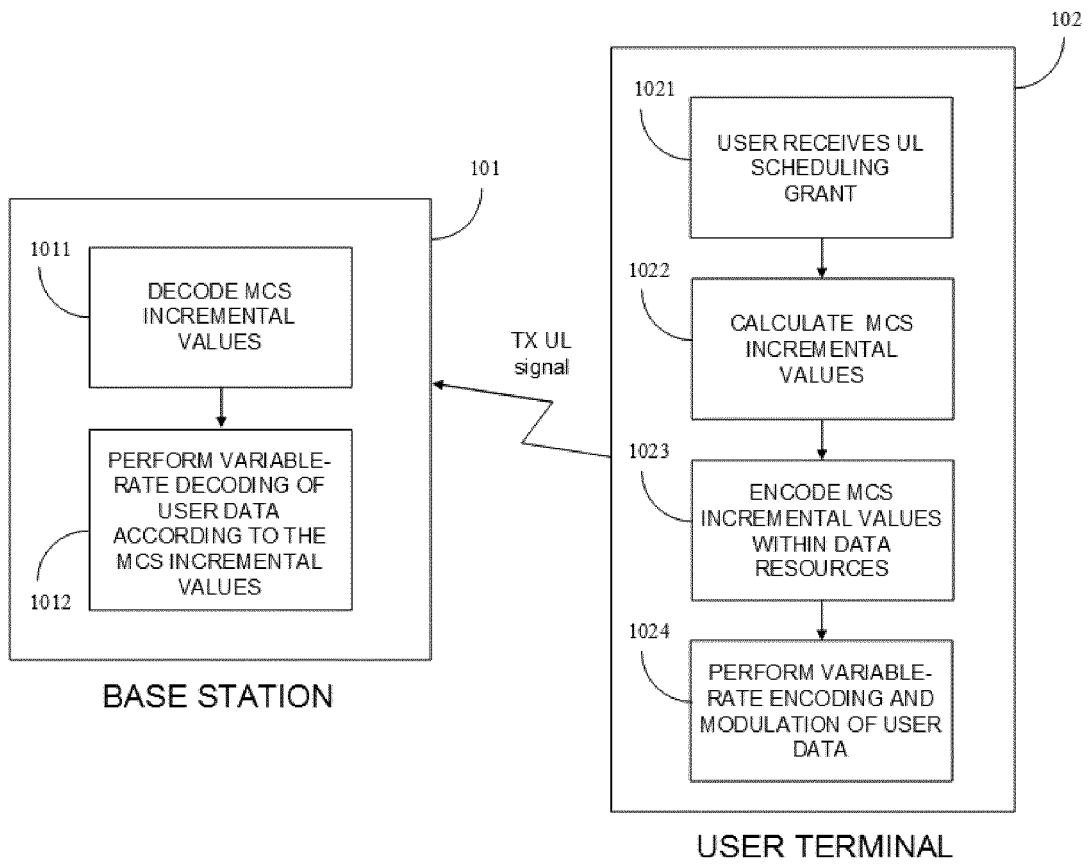 101
1011
DECODE MCS
INCREMENTAL
VALUES
PERFORM VARIABLE-
RATE DECODING OF
USER DATA
ACCORDING TO THE
MCS INCREMENTAL
VALUES
1012
BASE STATION
TX UL
signal
102
1021
USER RECEIVES UL
SCHEDULING
GRANT
1022
CALCULATE MCS
INCREMENTAL
VALUES
1023
ENCODE MCS
INCREMENTAL VALUES
WITHIN DATA
RESOURCES
1024
PERFORM VARIABLE-
RATE ENCODING AND
MODULATION OF USER
DATA
USER TERMINAL